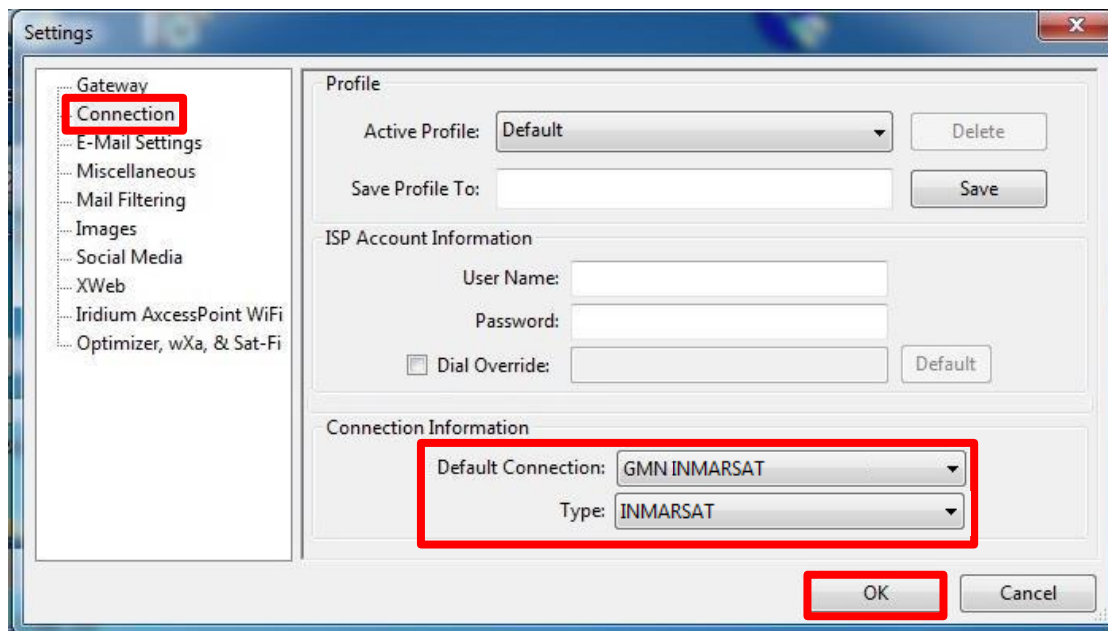 Settings
Gateway
Connection
E-Mail Settings
Miscellaneous
Mail Filtering
Images
Social Media
XWeb
Iridium AxcessPoint WiFi
Optimizer, wXa, & Sat-Fi
Profile
Active Profile: Default Delete
Save Profile To: Save
ISP Account Information
User Name:
Password:
Dial Override: Default
Connection Information
Default Connection: GMN INMARSAT
Type: INMARSAT
OK Cancel